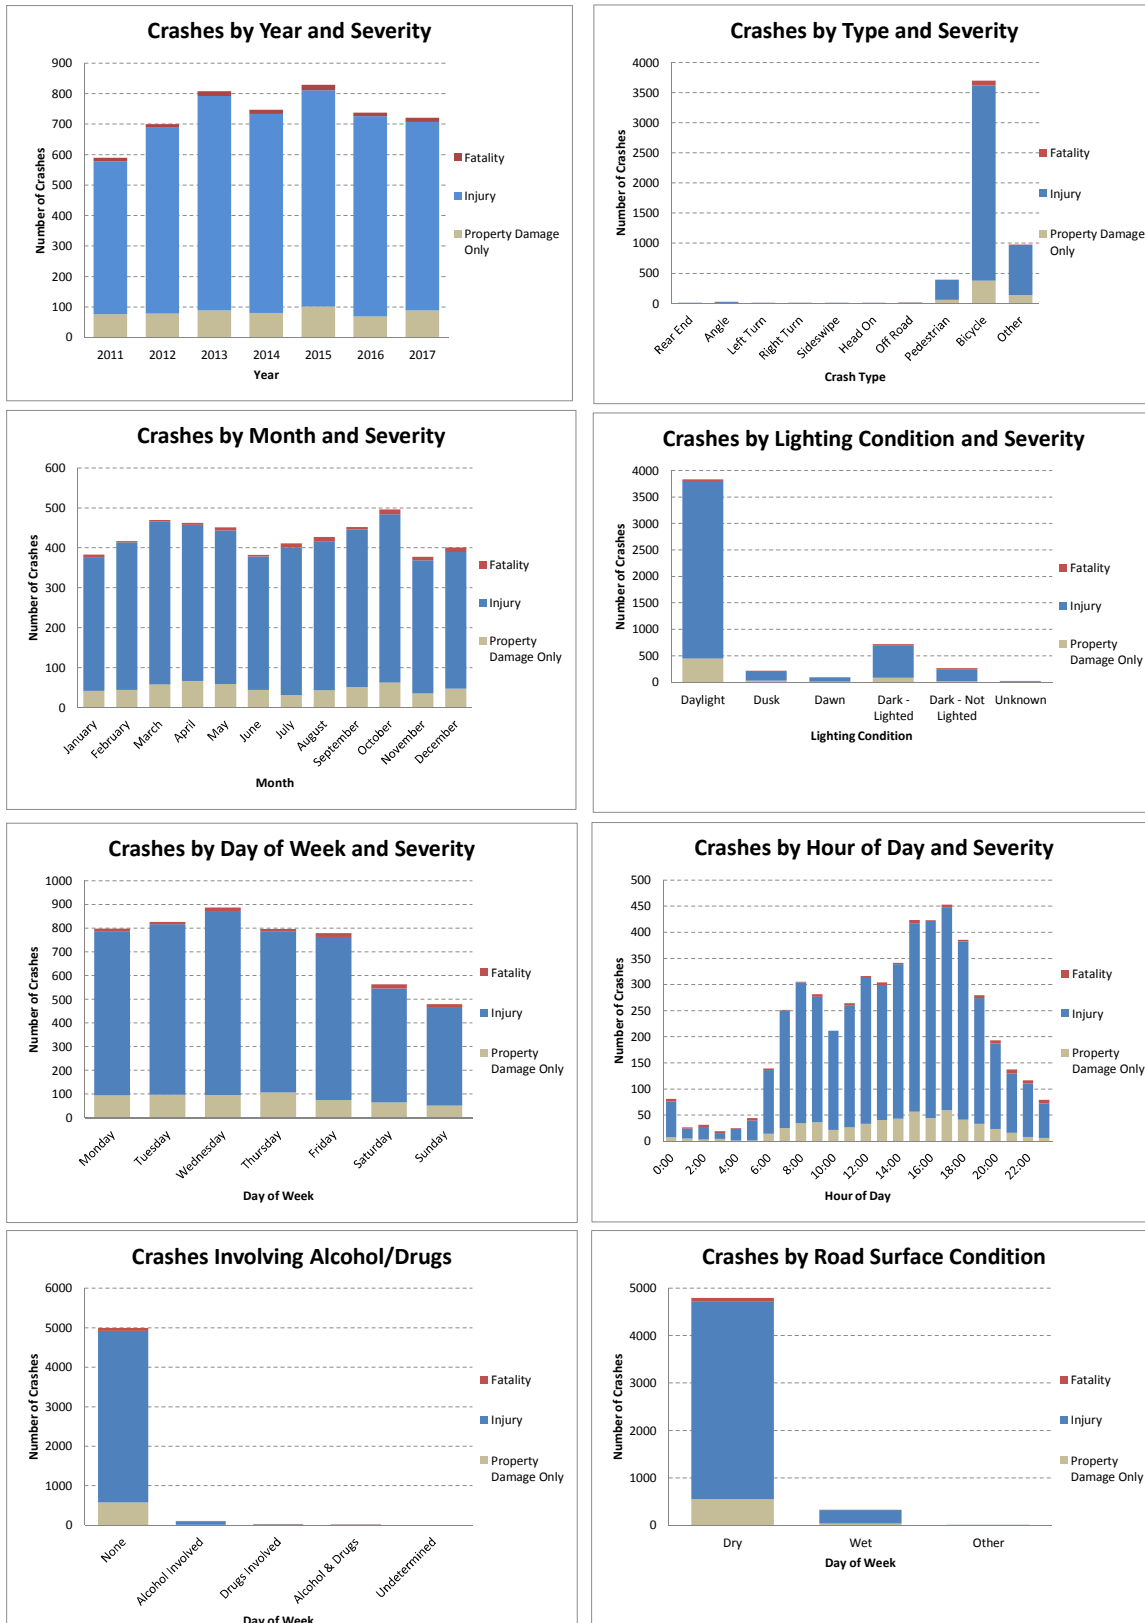 Crashes by Year and Severity
900
800
700
600
500
400
300
200
100
0
Number of Crashes
2011 2012 2013 2014 2015 2016 2017
Year
Fatality
Injury
Property Damage
Only
Crashes by Type and Severity
4000
3500
3000
2500
2000
1500
1000
500
0
Number of Crashes
Rear End
Angle
Left Turn
Right Turn
Sideswipe
Head On
Off Road
Pedestrian
Bicycle
Other
Crash Type
Fatality
Injury
Property Damage
Only
Crashes by Month and Severity
600
500
400
300
200
100
0
Number of Crashes
January
February
March
April
May
June
July
August
September
October
November
December
Month
Fatality
Injury
Property
Damage Only
Crashes by Lighting Condition and Severity
4000
3500
3000
2500
2000
1500
1000
500
0
Number of Crashes
Daylight Dusk Dawn Dark - Dark - Not Unknown
Lighted Lighted
Lighting Condition
Fatality
Injury
Property
Damage Only
Crashes by Day of Week and Severity
1000
900
800
700
600
500
400
300
200
100
0
Number of Crashes
Monday
Tuesday
Wednesday
Thursday
Friday
Saturday
Sunday
Day of Week
Fatality
Injury
Property
Damage Only
Crashes by Hour of Day and Severity
500
450
400
350
300
250
200
150
100
50
0
Number of Crashes
0:00
2:00
4:00
6:00
8:00
10:00
12:00
14:00
16:00
18:00
20:00
22:00
Hour of Day
Fatality
Injury
Property
Damage Only
Crashes Involving Alcohol/Drugs
6000
5000
4000
3000
2000
1000
0
Number of Crashes
None
Alcohol Involved
Drugs Involved
Alcohol & Drugs
Undetermined
Day of Week
Fatality
Injury
Property
Damage Only
Crashes by Road Surface Condition
5000
4000
3000
2000
1000
0
Number of Crashes
Dry Wet Other
Day of Week
Fatality
Injury
Property
Damage Only